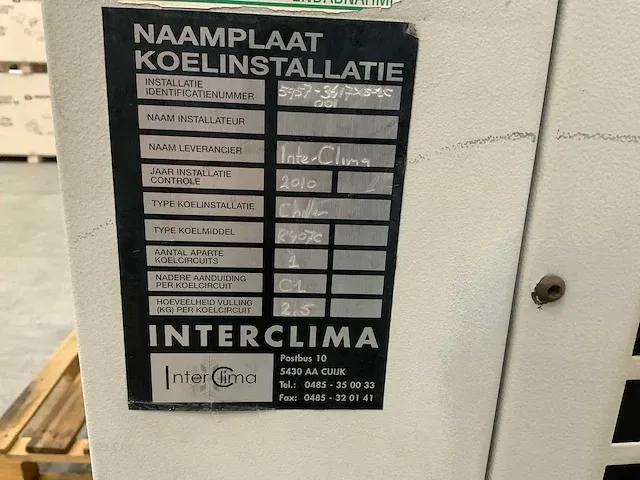 NAAMPLAAT
KOELINSTALLATIE
INSTALLATIE
IDENTIFICATIENUMMER
001
NAAM INSTALLATEUR
NAAM LEVERANCIER Inter-Clima
JAAR INSTALLATIE
CONTROLE 2010
TYPE KOELINSTALLATIE Chiller
TYPE KOELMIDDEL R407C
AANTAL APARTE
KOELCIRCUITS 1
NADERE AANDUIDING
PER KOELCIRCUIT C1
HOEVEELHEID VULLING
(KG) PER KOELCIRCUIT 2,5
INTERCLIMA
InterClima
Postbus 10
5430 AA CUIJK
Tel.: 0485 - 35 00 33
Fax: 0485 - 32 01 41